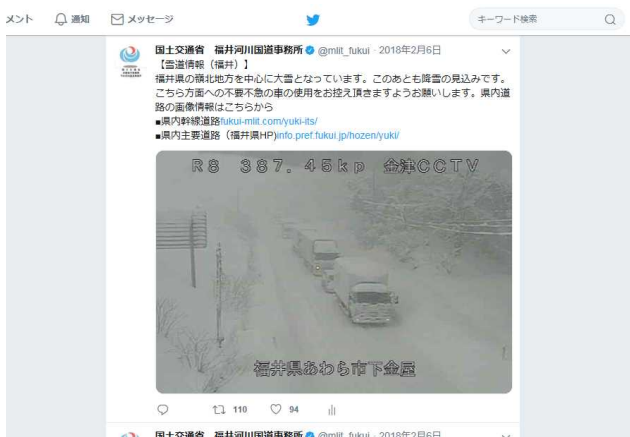 メント 通知 メッセージ キーワード検索
国土交通省 福井河川国道事務所 @mlit_fukui · 2018年2月6日
【雪道情報（福井）】
福井県の嶺北地方を中心に大雪となっています。このあとも降雪の見込みです。
こちら方面への不要不急の車の使用をお控え頂きますようお願いします。県内道
路の画像情報はこちらから
■県内幹線道路fukui-mlit.com/yuki-its/
■県内主要道路（福井県HP)info.pref.fukui.jp/hozen/yuki/
R8 387.45kp 金津CCTV
福井県あわら市下金屋
110 94
国土交通省 福井河川国道事務所 @mlit_fukui · 2018年2月6日